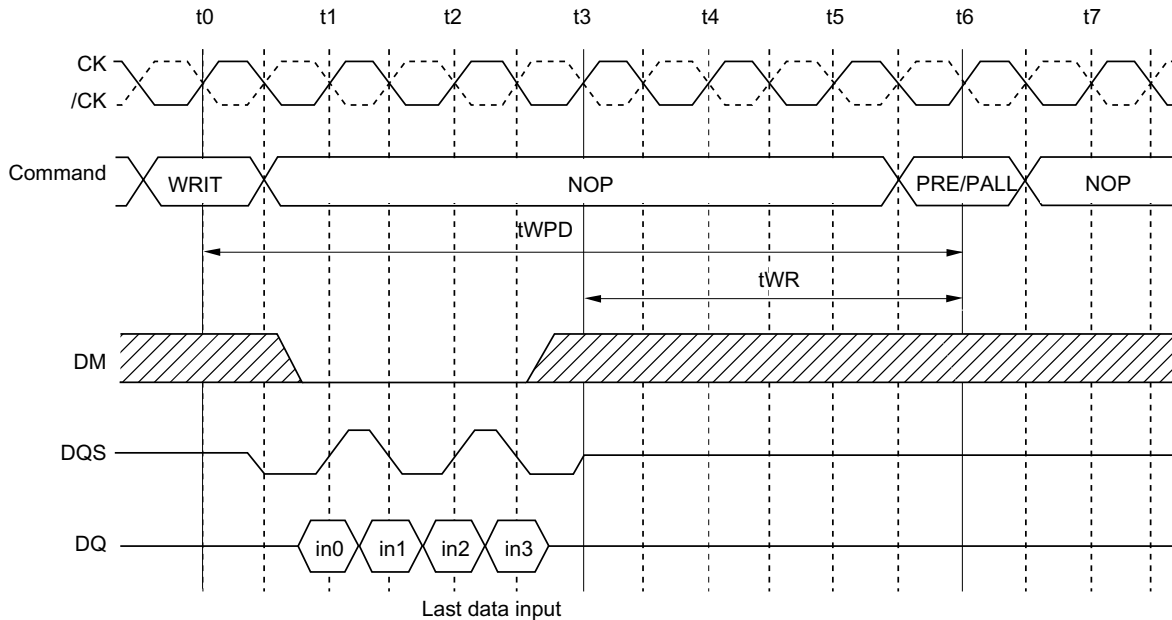 t0 t1 t2 t3 t4 t5 t6 t7
CK
/CK
Command WRIT NOP PRE/PALL NOP
tWPD
tWR
DM
DQS
DQ in0 in1 in2 in3
Last data input